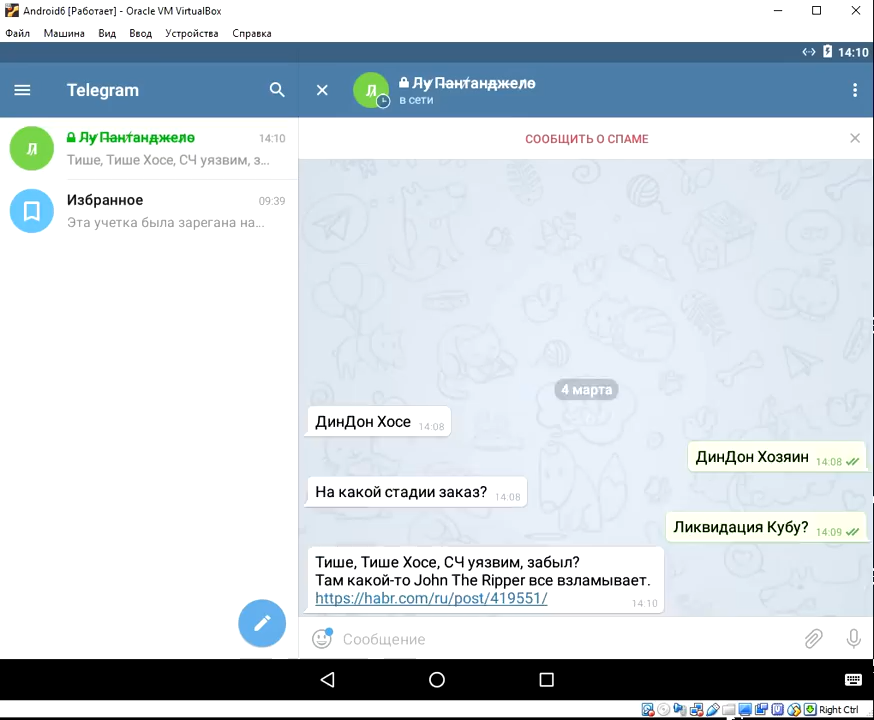 Android6 [Работает] - Oracle VM VirtualBox
Файл Машина Вид Ввод Устройства Справка
14:10
Telegram
Лу Пантанджело
в сети
Лу Пантанджело 14:10
Тише, Тише Хосе, СЧ уязвим, з...
Избранное 09:39
Эта учетка была зарегана на...
СООБЩИТЬ О СПАМЕ
4 марта
ДинДон Хосе 14:08
ДинДон Хозяин 14:08
На какой стадии заказ? 14:08
Ликвидация Кубу? 14:09
Тише, Тише Хосе, СЧ уязвим, забыл?
Там какой-то John The Ripper все взламывает.
https://habr.com/ru/post/419551/ 14:10
Сообщение
Right Ctrl